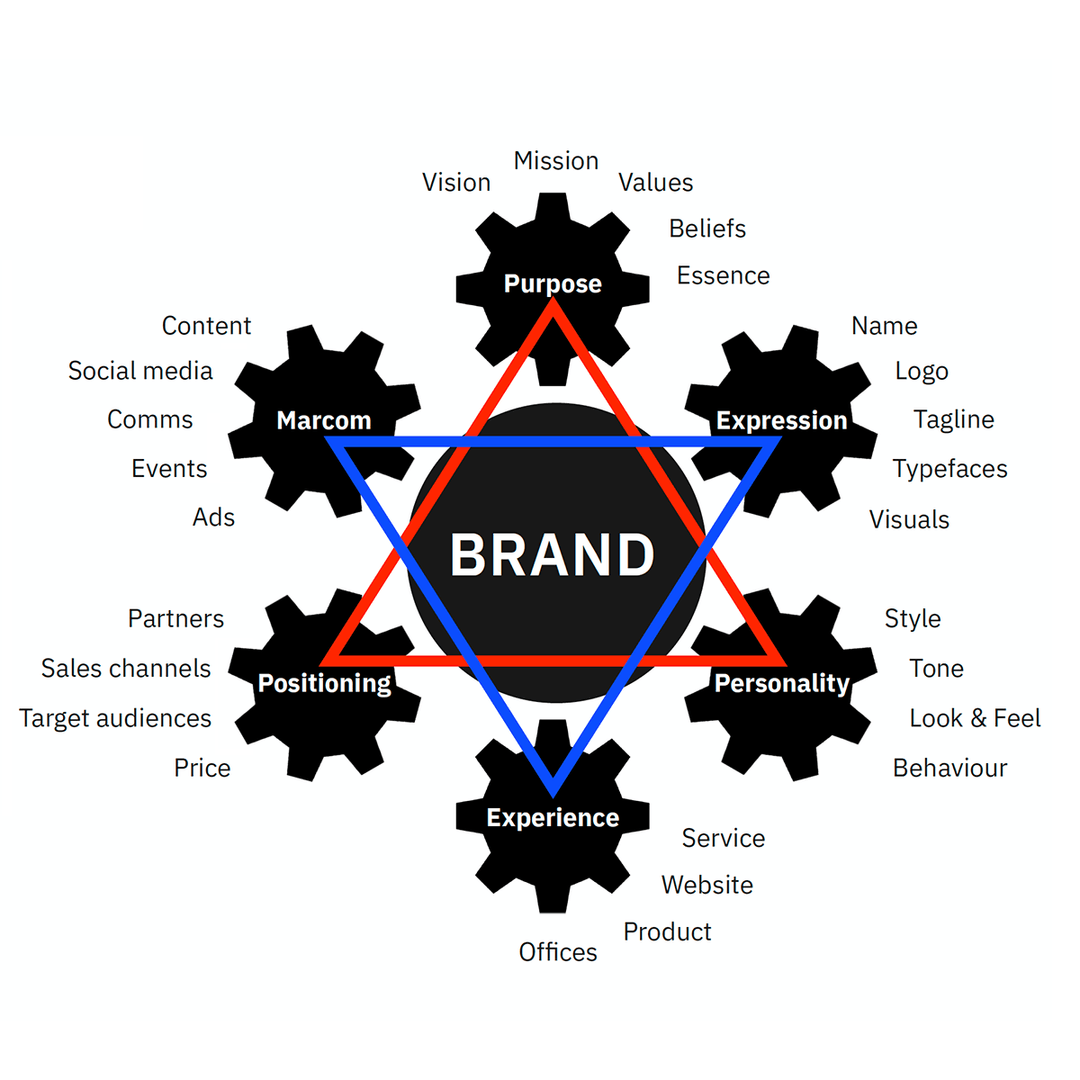 Mission
Vision
Values
Beliefs
Essence
Purpose
Content
Social media
Comms
Events
Ads
Marcom
Name
Logo
Tagline
Typefaces
Visuals
Expression
BRAND
Partners
Sales channels
Target audiences
Price
Positioning
Style
Tone
Look & Feel
Behaviour
Personality
Experience
Service
Website
Product
Offices